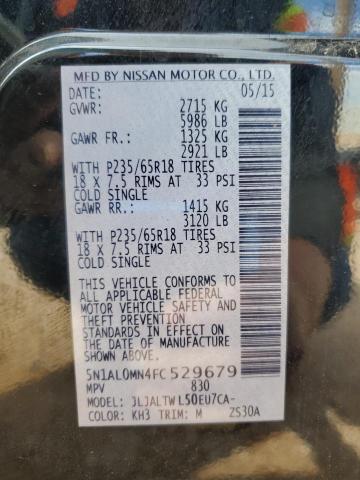 MFD BY NISSAN MOTOR CO., LTD.
DATE: 05/15
GVWR: 2715 KG
5986 LB
GAWR FR.: 1325 KG
2921 LB
WITH P235/65R18 TIRES
18 X 7.5 RIMS AT 33 PSI
COLD SINGLE
GAWR RR.: 1415 KG
3120 LB
WITH P235/65R18 TIRES
18 X 7.5 RIMS AT 33 PSI
COLD SINGLE
THIS VEHICLE CONFORMS TO
ALL APPLICABLE FEDERAL
MOTOR VEHICLE SAFETY AND
THEFT PREVENTION
STANDARDS IN EFFECT ON
THE DATE OF MANUFACTURE
SHOWN ABOVE.
5N1AL0MN4FC529679
MPV 830
MODEL: JLJALTWL50EU7CA-
COLOR: KH3 TRIM: M ZS30A